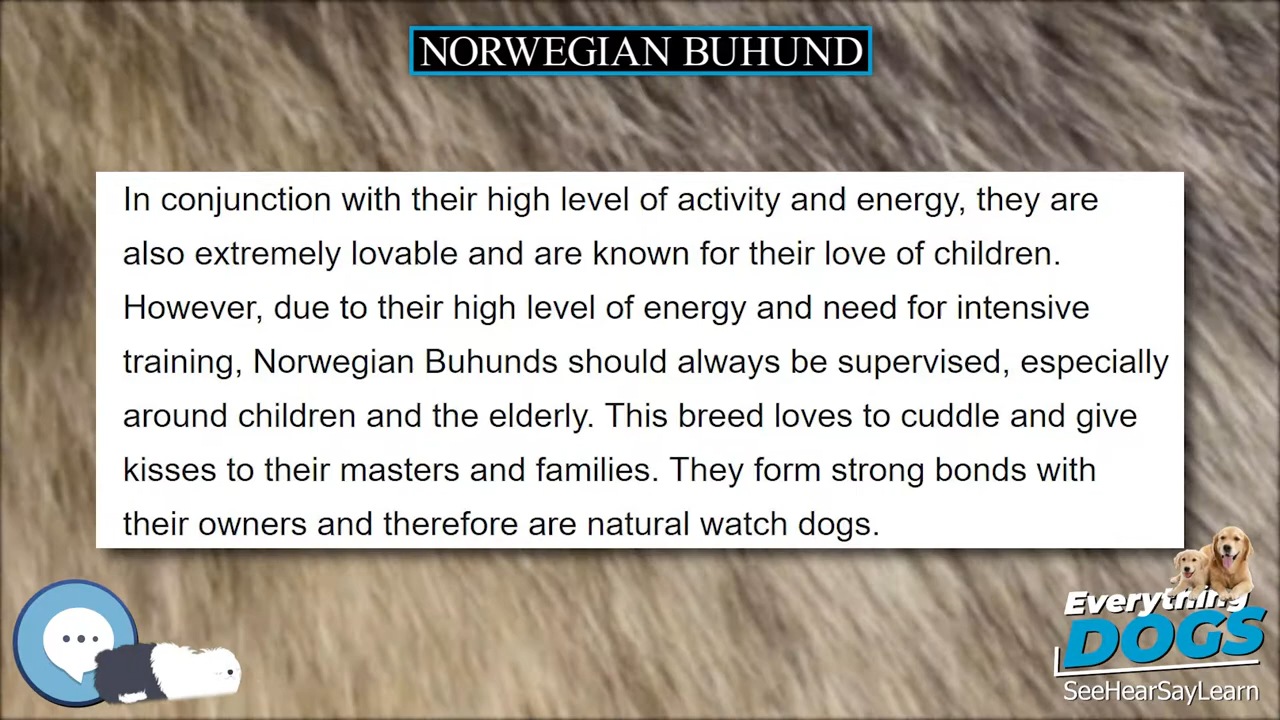 NORWEGIAN BUHUND
In conjunction with their high level of activity and energy, they are
also extremely lovable and are known for their love of children.
However, due to their high level of energy and need for intensive
training, Norwegian Buhunds should always be supervised, especially
around children and the elderly. This breed loves to cuddle and give
kisses to their masters and families. They form strong bonds with
their owners and therefore are natural watch dogs.
Everything
DOGS
SeeHearSayLearn